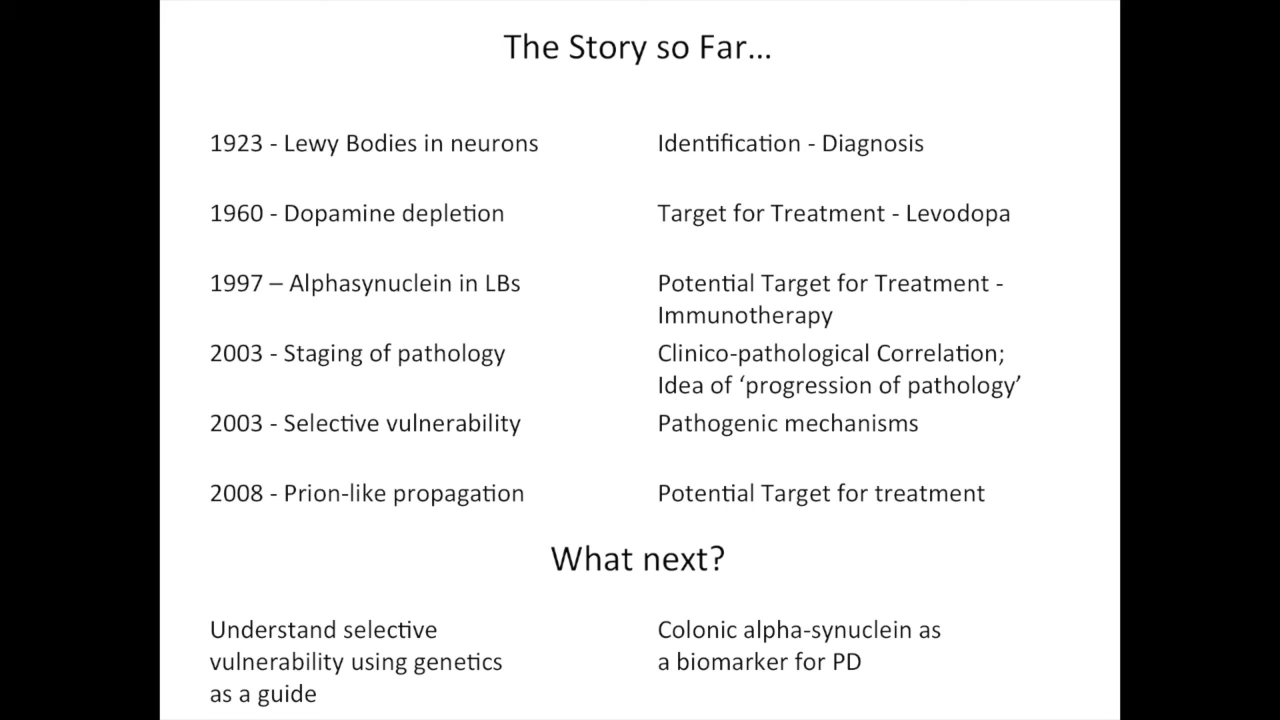 The Story so Far...
1923 - Lewy Bodies in neurons
Identification - Diagnosis
1960 - Dopamine depletion
Target for Treatment - Levodopa
1997 – Alphasynuclein in LBs
Potential Target for Treatment -
Immunotherapy
2003 - Staging of pathology
Clinico-pathological Correlation;
Idea of ‘progression of pathology’
2003 - Selective vulnerability
Pathogenic mechanisms
2008 - Prion-like propagation
Potential Target for treatment
What next?
Understand selective
vulnerability using genetics
as a guide
Colonic alpha-synuclein as
a biomarker for PD